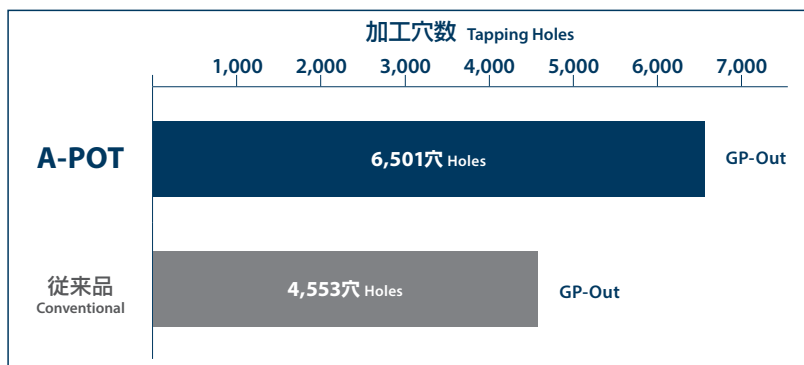 加工穴数 Tapping Holes
1,000 2,000 3,000 4,000 5,000 6,000 7,000
A-POT
6,501穴 Holes
GP-Out
従来品
Conventional
4,553穴 Holes
GP-Out